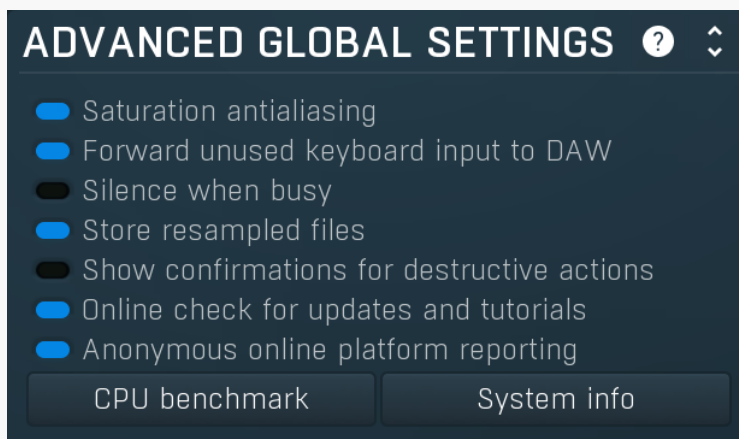 ADVANCED GLOBAL SETTINGS ?
Saturation antialiasing
Forward unused keyboard input to DAW
Silence when busy
Store resampled files
Show confirmations for destructive actions
Online check for updates and tutorials
Anonymous online platform reporting
CPU benchmark System info